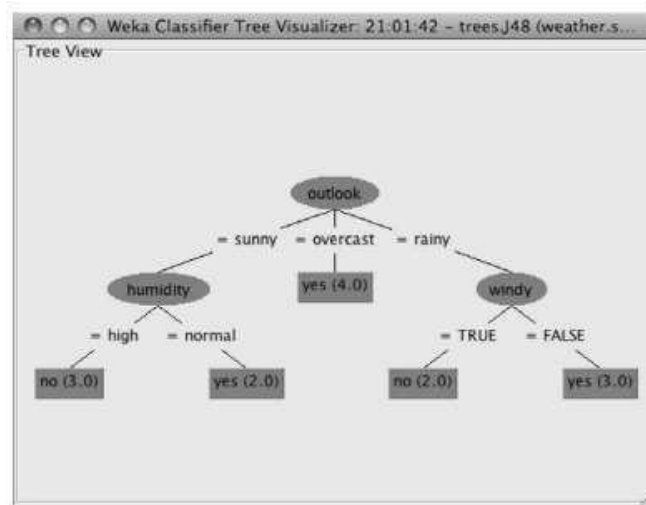 Weka Classifier Tree Visualizer: 21:01:42 – trees.J48 (weather.s...
Tree View
outlook
= sunny = overcast = rainy
humidity yes (4.0) windy
= high = normal = TRUE = FALSE
no (3.0) yes (2.0) no (2.0) yes (3.0)